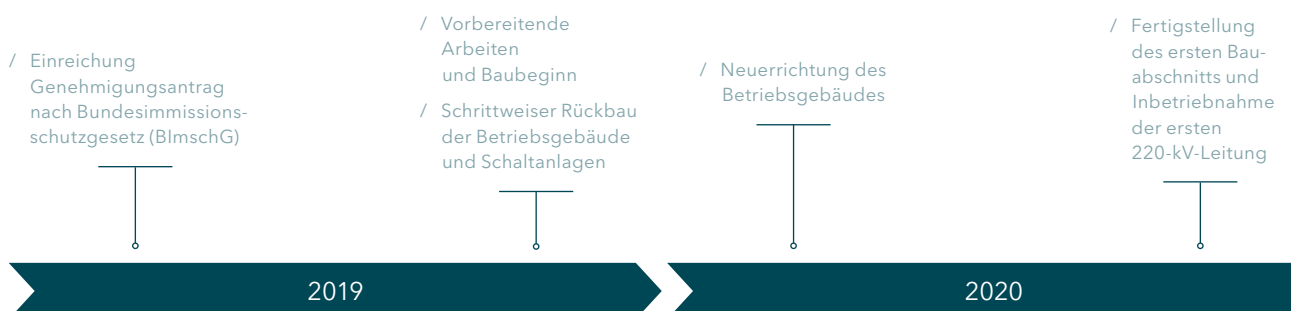 / Einreichung
Genehmigungsantrag
nach Bundesimmissions-
schutzgesetz (BImschG)
/ Vorbereitende
Arbeiten
und Baubeginn
/ Schrittweiser Rückbau
der Betriebsgebäude
und Schaltanlagen
/ Neuerrichtung des
Betriebsgebäudes
/ Fertigstellung
des ersten Bau-
abschnitts und
Inbetriebnahme
der ersten
220-kV-Leitung
2019
2020